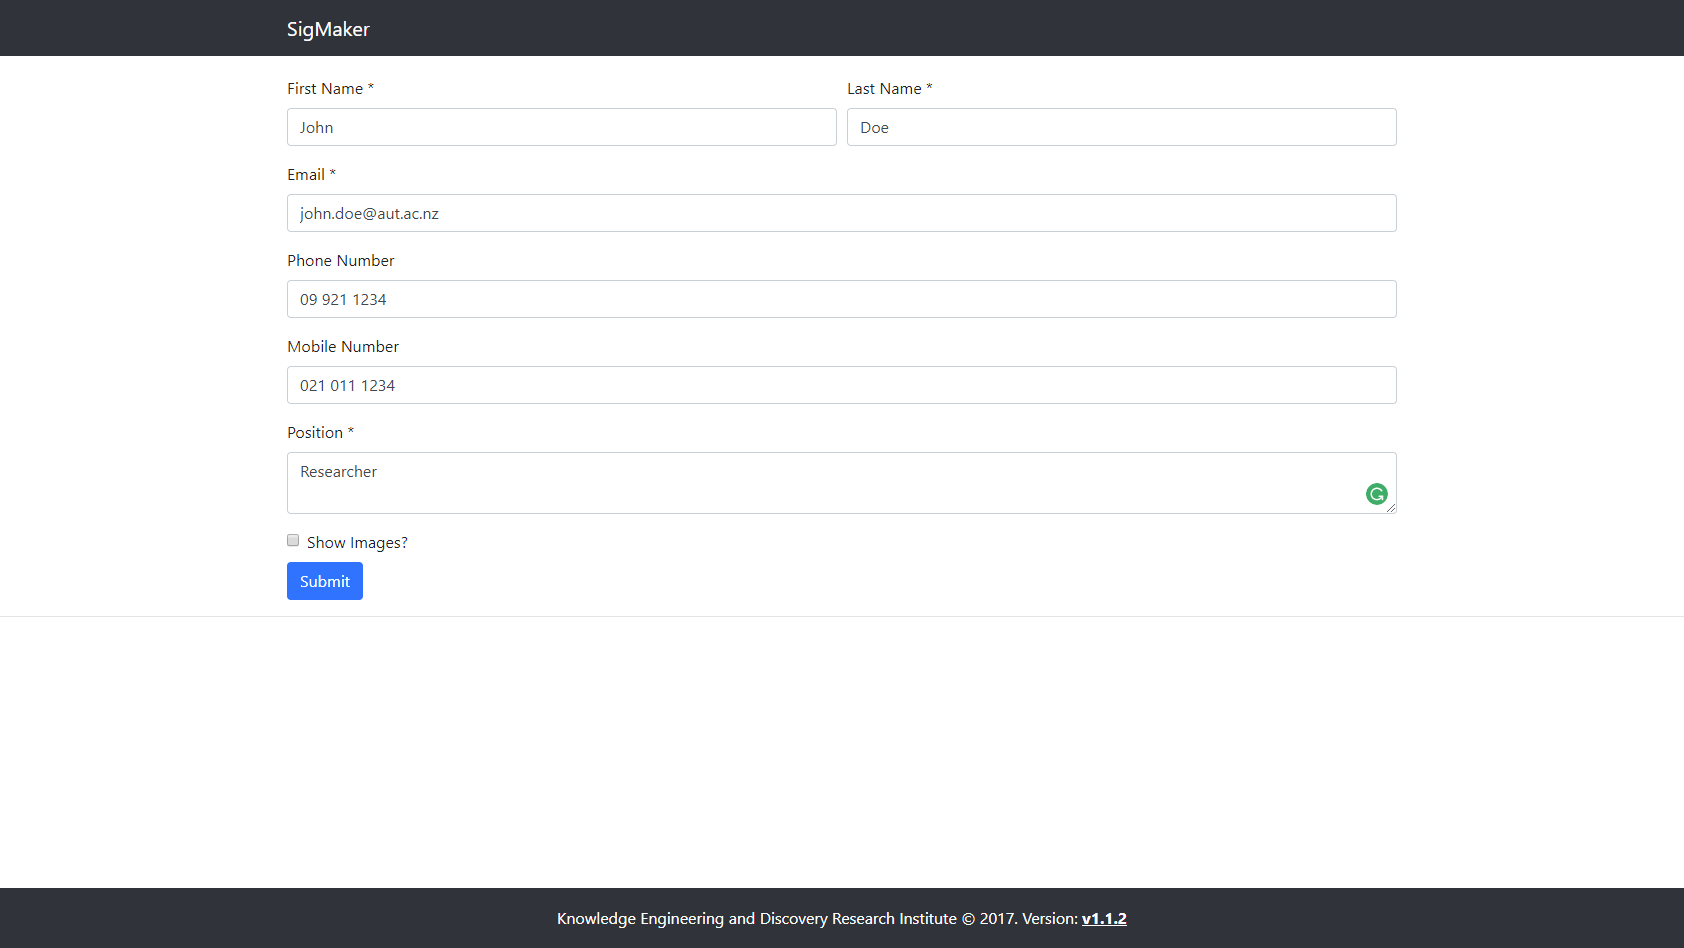 SigMaker
First Name *
Last Name *
John
Doe
Email *
john.doe@aut.ac.nz
Phone Number
09 921 1234
Mobile Number
021 011 1234
Position *
Researcher
Show Images?
Submit
Knowledge Engineering and Discovery Research Institute © 2017. Version: v1.1.2